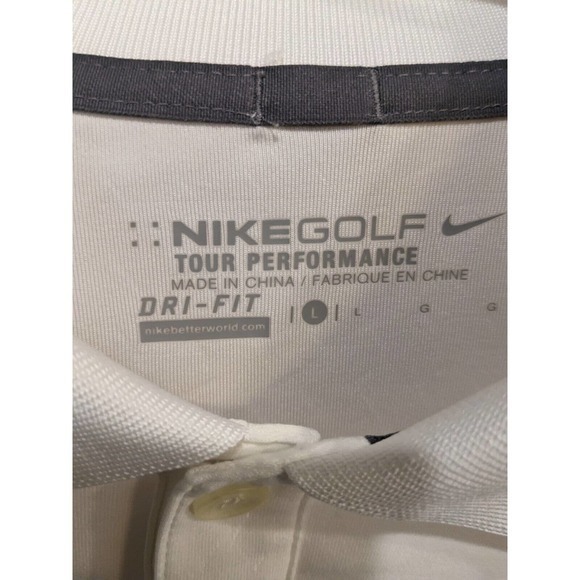 NIKEGOLF
TOUR PERFORMANCE
MADE IN CHINA / FABRIQUE EN CHINE
DRI-FIT | L | L G G
nikebetterworld.com